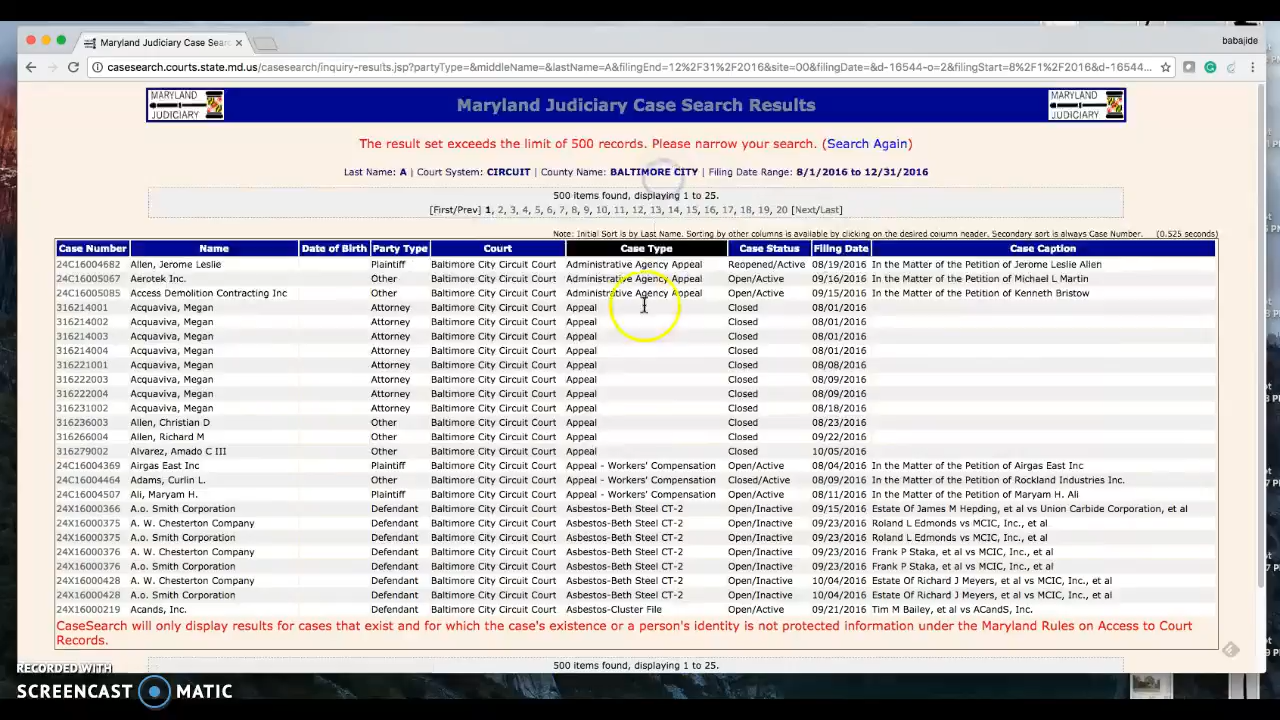 Maryland Judiciary Case Sear
babajide
casesearch.courts.state.md.us/casesearch/inquiry-results.jsp?partyType=&middleName=&lastName=A&filingEnd=12%2F31%2F2016&site=00&filingDate=&d-16544-o=2&filingStart=8%2F1%2F2016&d-16544...
MARYLAND JUDICIARY
Maryland Judiciary Case Search Results
MARYLAND JUDICIARY
The result set exceeds the limit of 500 records. Please narrow your search. (Search Again)
Last Name: A | Court System: CIRCUIT | County Name: BALTIMORE CITY | Filing Date Range: 8/1/2016 to 12/31/2016
500 items found, displaying 1 to 25.
[First/Prev] 1, 2, 3, 4, 5, 6, 7, 8, 9, 10, 11, 12, 13, 14, 15, 16, 17, 18, 19, 20 [Next/Last]
Note: Initial Sort is by Last Name. Sorting by other columns is available by clicking on the desired column header. Secondary sort is always Case Number. (0.525 seconds)
Case Number Name Date of Birth Party Type Court Case Type Case Status Filing Date Case Caption
24C16004682 Allen, Jerome Leslie Plaintiff Baltimore City Circuit Court Administrative Agency Appeal Reopened/Active 08/19/2016 In the Matter of the Petition of Jerome Leslie Allen
24C16005067 Aerotek Inc. Other Baltimore City Circuit Court Administrative Agency Appeal Open/Active 09/14/2016 In the Matter of the Petition of Michael L Martin
24C16005085 Access Demolition Contracting Inc Other Baltimore City Circuit Court Administrative Agency Appeal Open/Active 09/15/2016 In the Matter of the Petition of Kenneth Bristow
316214001 Acquaviva, Megan Attorney Baltimore City Circuit Court Appeal Closed 08/01/2016
316214002 Acquaviva, Megan Attorney Baltimore City Circuit Court Appeal Closed 08/01/2016
316214003 Acquaviva, Megan Attorney Baltimore City Circuit Court Appeal Closed 08/01/2016
316214004 Acquaviva, Megan Attorney Baltimore City Circuit Court Appeal Closed 08/01/2016
316221001 Acquaviva, Megan Attorney Baltimore City Circuit Court Appeal Closed 08/08/2016
316222003 Acquaviva, Megan Attorney Baltimore City Circuit Court Appeal Closed 08/09/2016
316222004 Acquaviva, Megan Attorney Baltimore City Circuit Court Appeal Closed 08/09/2016
316231002 Acquaviva, Megan Attorney Baltimore City Circuit Court Appeal Closed 08/18/2016
316236003 Allen, Christian D Other Baltimore City Circuit Court Appeal Closed 08/23/2016
316266004 Allen, Richard M Other Baltimore City Circuit Court Appeal Closed 09/22/2016
316279002 Alvarez, Amado C III Other Baltimore City Circuit Court Appeal Closed 10/05/2016
24C16004369 Airgas East Inc Plaintiff Baltimore City Circuit Court Appeal - Workers' Compensation Open/Active 08/04/2016 In the Matter of the Petition of Airgas East Inc
24C16004464 Adams, Curlin L. Other Baltimore City Circuit Court Appeal - Workers' Compensation Closed/Active 08/09/2016 In the Matter of the Petition of Rockland Industries Inc.
24C16004507 Ali, Maryam H. Plaintiff Baltimore City Circuit Court Appeal - Workers' Compensation Open/Active 08/11/2016 In the Matter of the Petition of Maryam H. Ali
24X16000366 A.o. Smith Corporation Defendant Baltimore City Circuit Court Asbestos-Beth Steel CT-2 Open/Inactive 09/15/2016 Estate Of James M Hepding, et al vs Union Carbide Corporation, et al
24X16000375 A. W. Chesterton Company Defendant Baltimore City Circuit Court Asbestos-Beth Steel CT-2 Open/Inactive 09/23/2016 Roland L Edmonds vs MCIC, Inc., et al
24X16000375 A.o. Smith Corporation Defendant Baltimore City Circuit Court Asbestos-Beth Steel CT-2 Open/Inactive 09/23/2016 Roland L Edmonds vs MCIC, Inc., et al
24X16000376 A. W. Chesterton Company Defendant Baltimore City Circuit Court Asbestos-Beth Steel CT-2 Open/Inactive 09/23/2016 Frank P Staka, et al vs MCIC, Inc., et al
24X16000376 A.o. Smith Corporation Defendant Baltimore City Circuit Court Asbestos-Beth Steel CT-2 Open/Inactive 09/23/2016 Frank P Staka, et al vs MCIC, Inc., et al
24X16000428 A. W. Chesterton Company Defendant Baltimore City Circuit Court Asbestos-Beth Steel CT-2 Open/Inactive 10/04/2016 Estate Of Richard J Meyers, et al vs MCIC, Inc., et al
24X16000428 A.o. Smith Corporation Defendant Baltimore City Circuit Court Asbestos-Beth Steel CT-2 Open/Inactive 10/04/2016 Estate Of Richard J Meyers, et al vs MCIC, Inc., et al
24X16000219 Acands, Inc. Defendant Baltimore City Circuit Court Asbestos-Cluster File Open/Active 09/21/2016 Tim M Bailey, et al vs ACandS, Inc.
CaseSearch will only display results for cases that exist and for which the case's existence or a person's identity is not protected information under the Maryland Rules on Access to Court
Records.
500 items found, displaying 1 to 25.
RECORDED WITH
SCREENCAST MATIC